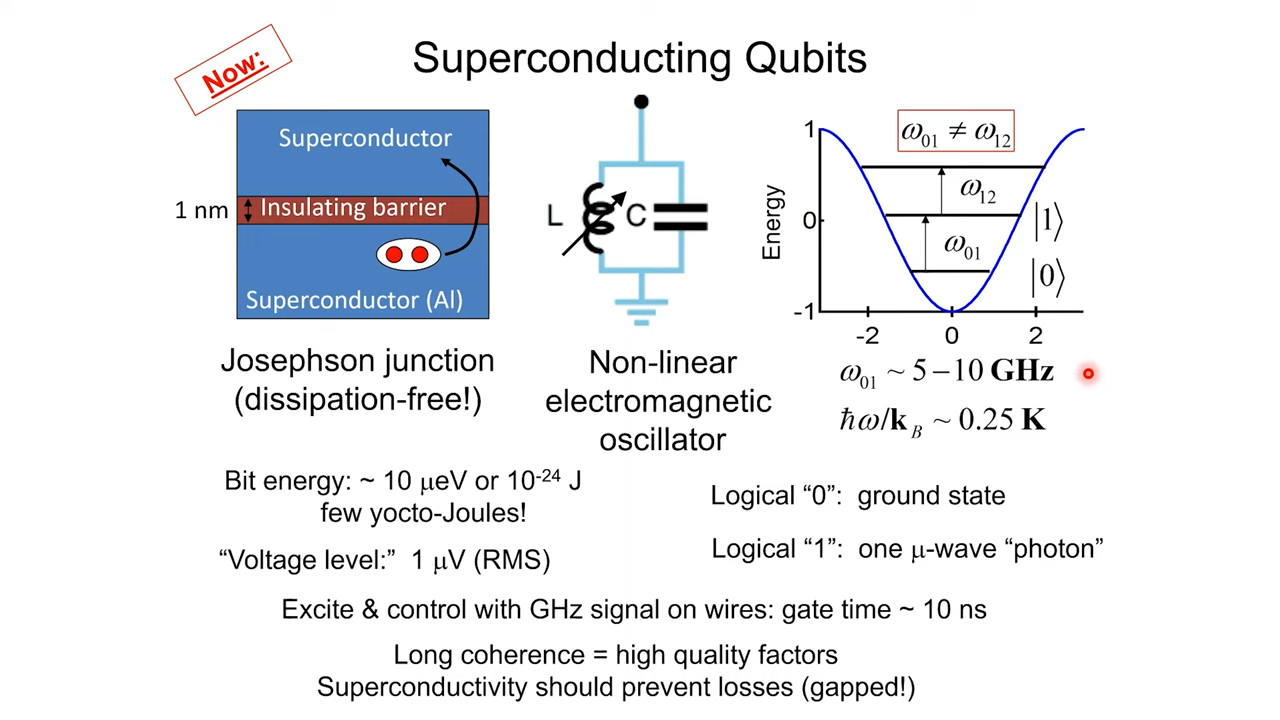 Now:
Superconducting Qubits
Superconductor
1 nm
Insulating barrier
Superconductor (Al)
Josephson junction
(dissipation-free!)
L
C
Non-linear
electromagnetic
oscillator
Energy
1
0
-1
-2
0
2
ω01 ≠ ω12
ω12
ω01
|1⟩
|0⟩
ω01 ~ 5 – 10 GHz
ħω/kB ~ 0.25 K
Bit energy: ~ 10 μeV or 10⁻²⁴ J
few yocto-Joules!
“Voltage level:” 1 μV (RMS)
Logical “0”: ground state
Logical “1”: one μ-wave “photon”
Excite & control with GHz signal on wires: gate time ~ 10 ns
Long coherence = high quality factors
Superconductivity should prevent losses (gapped!)